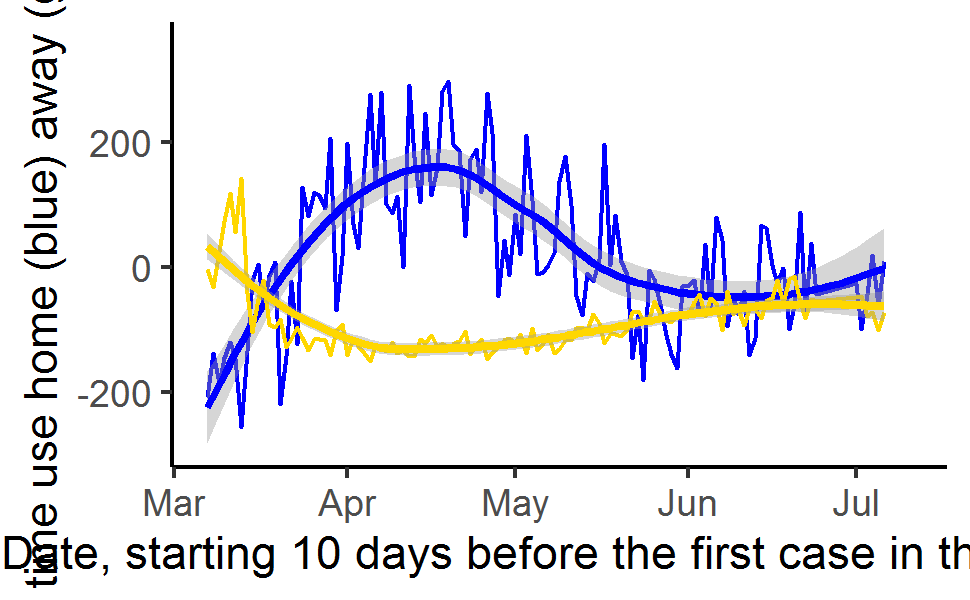 time use home (blue) away (
200
0
-200
Mar Apr May Jun Jul
Date, starting 10 days before the first case in th